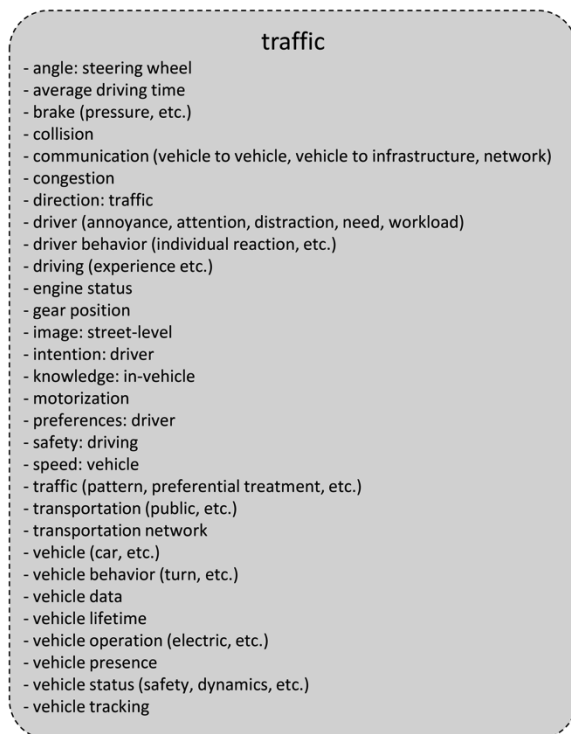 traffic
- angle: steering wheel
- average driving time
- brake (pressure, etc.)
- collision
- communication (vehicle to vehicle, vehicle to infrastructure, network)
- congestion
- direction: traffic
- driver (annoyance, attention, distraction, need, workload)
- driver behavior (individual reaction, etc.)
- driving (experience etc.)
- engine status
- gear position
- image: street-level
- intention: driver
- knowledge: in-vehicle
- motorization
- preferences: driver
- safety: driving
- speed: vehicle
- traffic (pattern, preferential treatment, etc.)
- transportation (public, etc.)
- transportation network
- vehicle (car, etc.)
- vehicle behavior (turn, etc.)
- vehicle data
- vehicle lifetime
- vehicle operation (electric, etc.)
- vehicle presence
- vehicle status (safety, dynamics, etc.)
- vehicle tracking